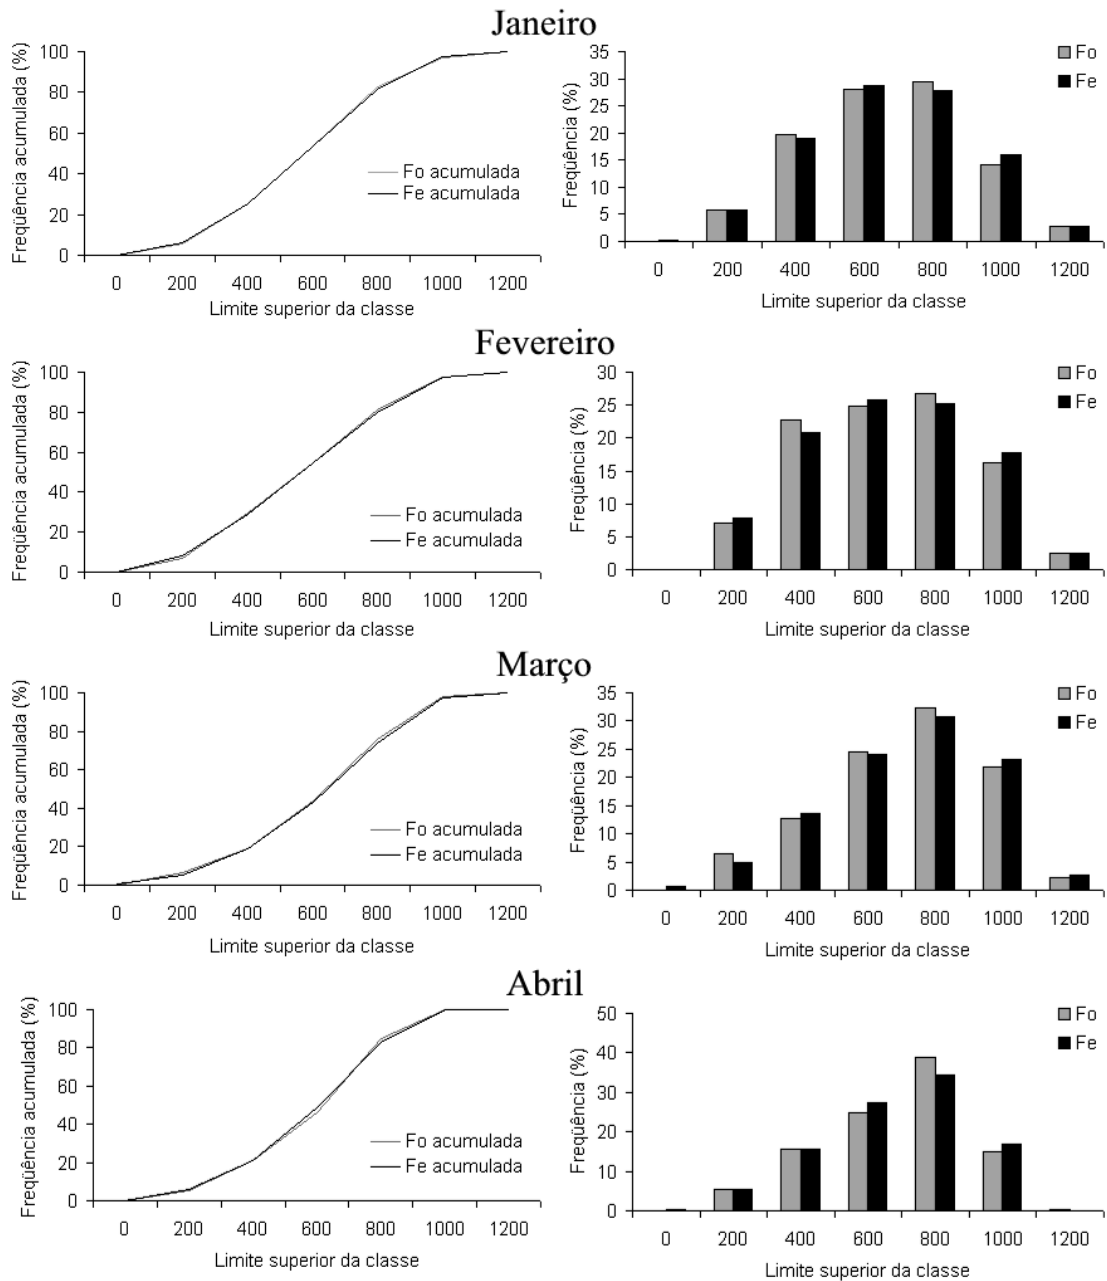 Janeiro
Freqüência acumulada (%)
100
80
60
40
20
0
Fo acumulada
Fe acumulada
0 200 400 600 800 1000 1200
Limite superior da classe
Freqüência (%)
35
30
25
20
15
10
5
0
Fo
Fe
0 200 400 600 800 1000 1200
Limite superior da classe
Fevereiro
Freqüência acumulada (%)
100
80
60
40
20
0
Fo acumulada
Fe acumulada
0 200 400 600 800 1000 1200
Limite superior da classe
Freqüência (%)
30
25
20
15
10
5
0
Fo
Fe
0 200 400 600 800 1000 1200
Limite superior da classe
Março
Freqüência acumulada (%)
100
80
60
40
20
0
Fo acumulada
Fe acumulada
0 200 400 600 800 1000 1200
Limite superior da classe
Freqüência (%)
35
30
25
20
15
10
5
0
Fo
Fe
0 200 400 600 800 1000 1200
Limite superior da classe
Abril
Freqüência acumulada (%)
100
80
60
40
20
0
Fo acumulada
Fe acumulada
0 200 400 600 800 1000 1200
Limite superior da classe
Freqüência (%)
50
40
30
20
10
0
Fo
Fe
0 200 400 600 800 1000 1200
Limite superior da classe